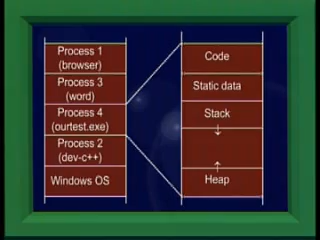 Process 1
(browser)
Process 3
(word)
Process 4
(ourtest.exe)
Process 2
(dev-c++)
Windows OS
Code
Static data
Stack
Heap